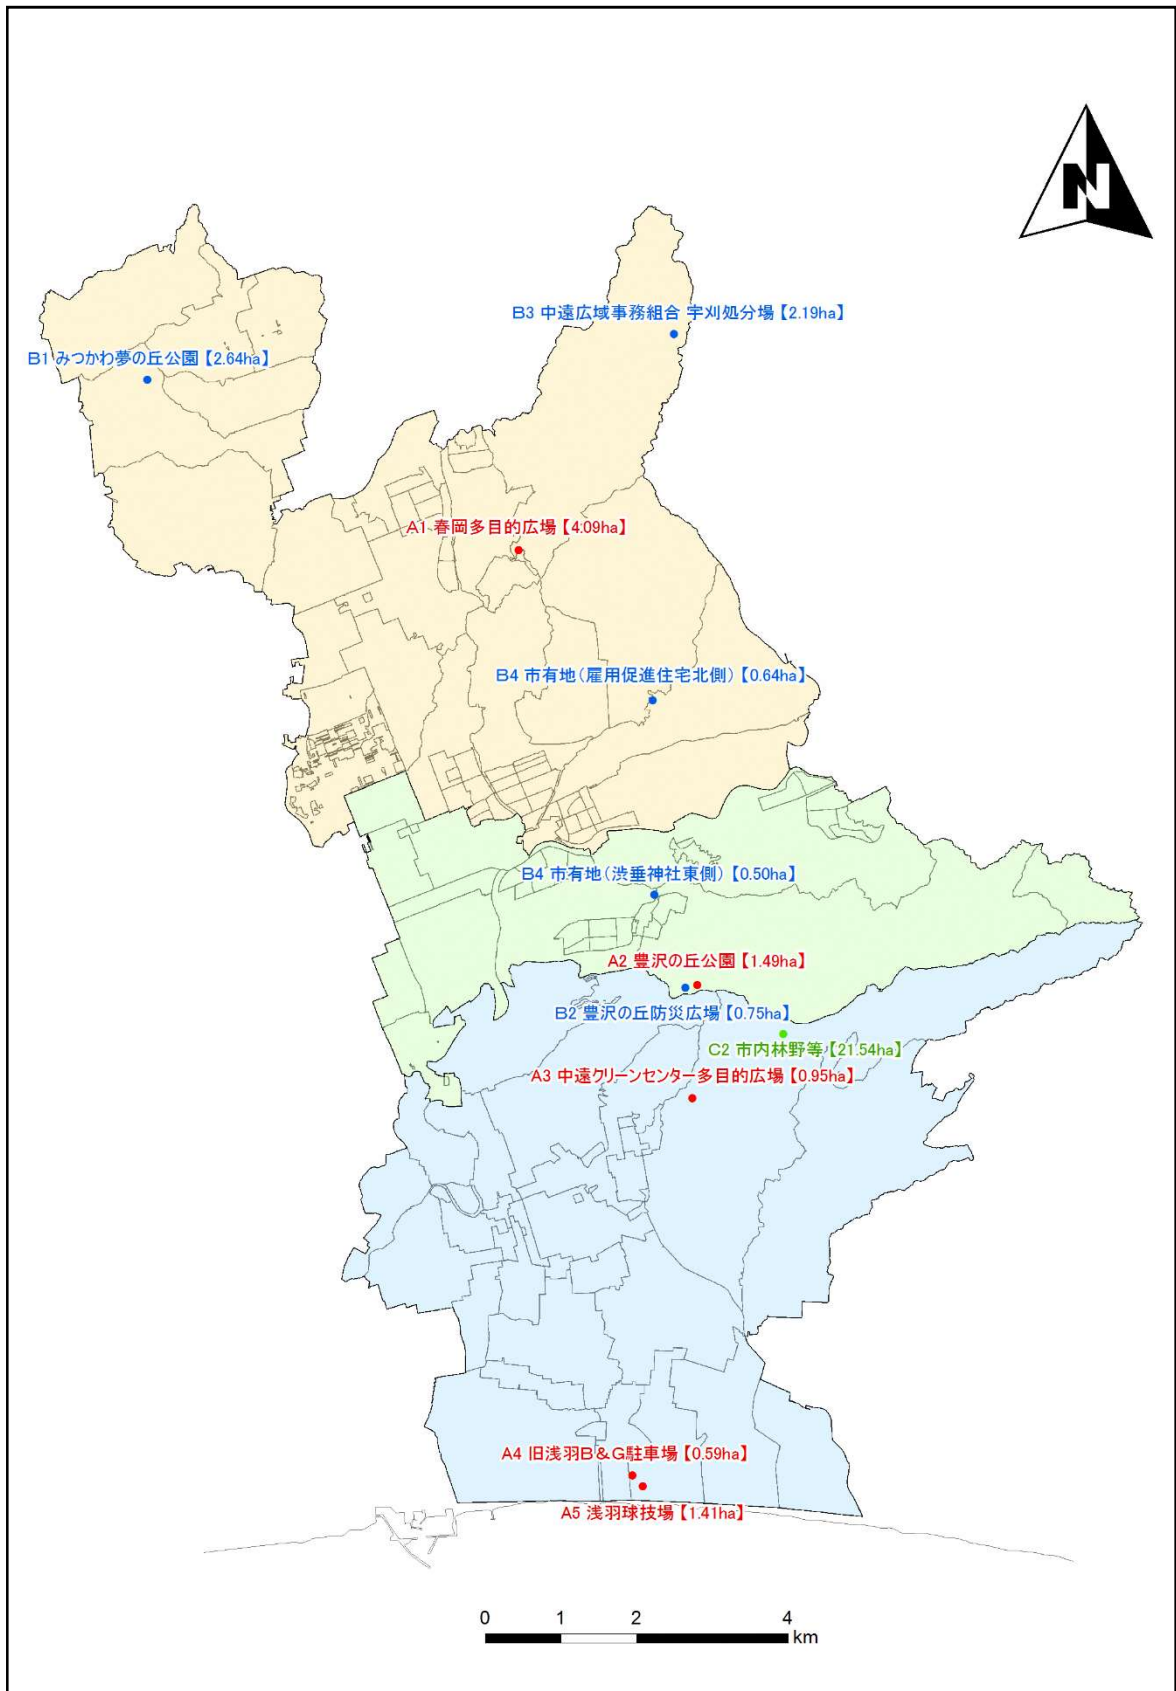 N
B3 中遠広域事務組合 宇刈処分場【2.19ha】
B1 みつかわ夢の丘公園【2.64ha】
A1 春岡多目的広場【4.09ha】
B4 市有地(雇用促進住宅北側)【0.64ha】
B4 市有地(渋垂神社東側)【0.50ha】
A2 豊沢の丘公園【1.49ha】
B2 豊沢の丘防災広場【0.75ha】
C2 市内林野等【21.54ha】
A3 中遠クリーンセンター多目的広場【0.95ha】
A4 旧浅羽B&G駐車場【0.59ha】
A5 浅羽球技場【1.41ha】
0 1 2 4
km